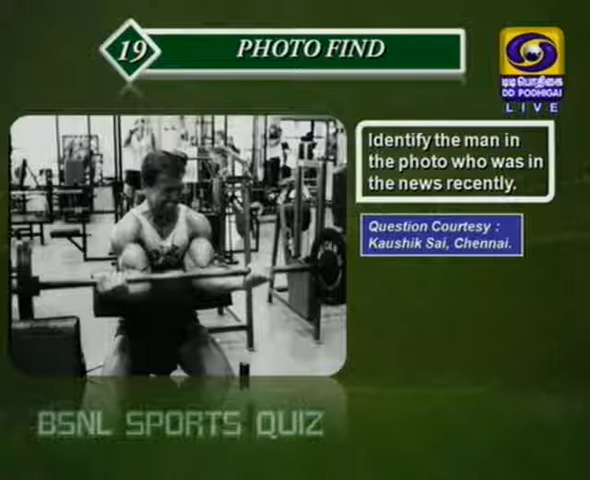 19
PHOTO FIND
டிடி பொதிகை
DD PODHIGAI
LIVE
Identify the man in
the photo who was in
the news recently.
Question Courtesy :
Kaushik Sai, Chennai.
BSNL SPORTS QUIZ